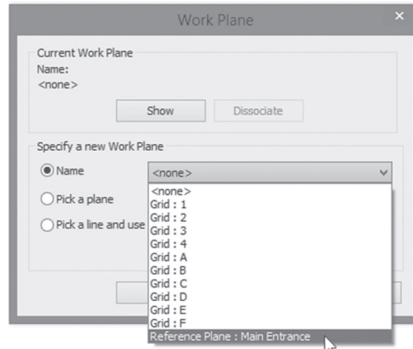 Work Plane
×
Current Work Plane
Name:
<none>
Show
Dissociate
Specify a new Work Plane
Name
<none>
Pick a plane
Pick a line and use
<none>
Grid : 1
Grid : 2
Grid : 3
Grid : 4
Grid : A
Grid : B
Grid : C
Grid : D
Grid : E
Grid : F
Reference Plane : Main Entrance